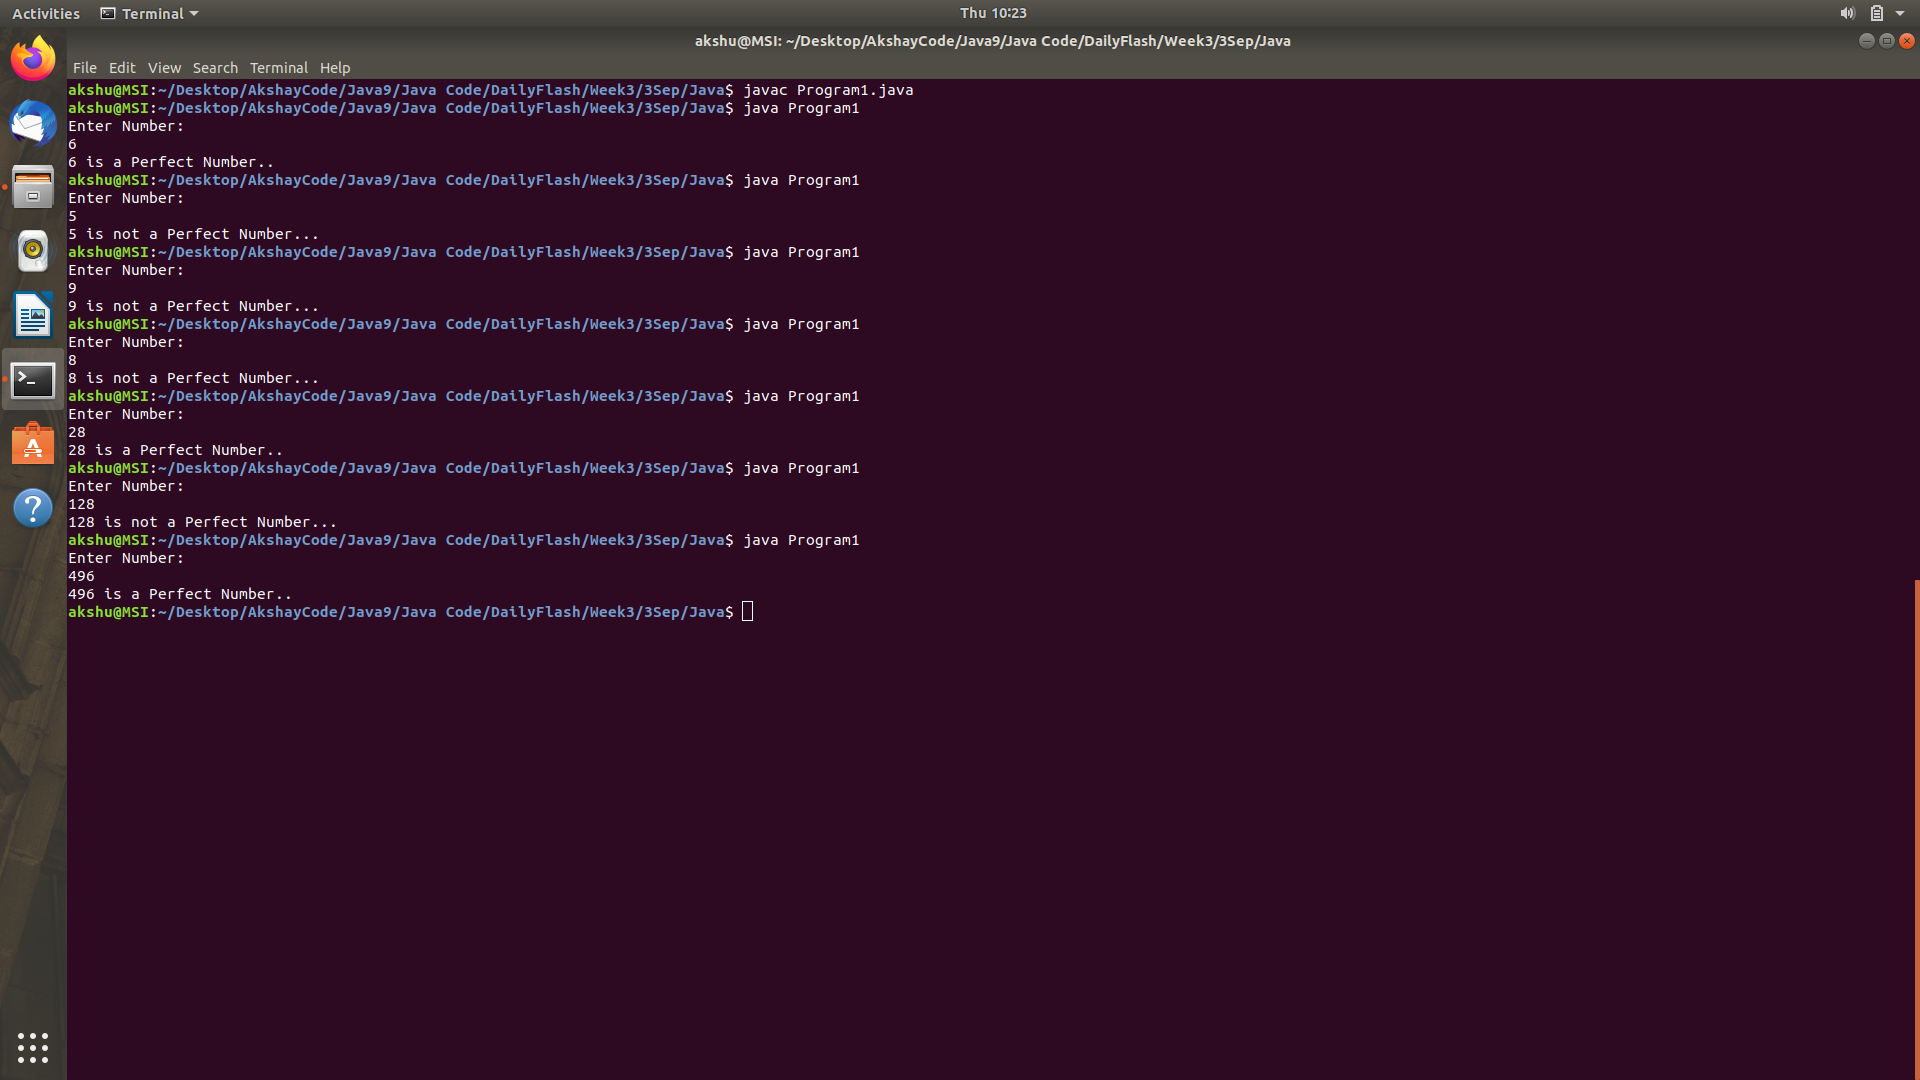 Activities Terminal Thu 10:23
akshu@MSI: ~/Desktop/AkshayCode/Java9/Java Code/DailyFlash/Week3/3Sep/Java
File Edit View Search Terminal Help
akshu@MSI:~/Desktop/AkshayCode/Java9/Java Code/DailyFlash/Week3/3Sep/Java$ javac Program1.java
akshu@MSI:~/Desktop/AkshayCode/Java9/Java Code/DailyFlash/Week3/3Sep/Java$ java Program1
Enter Number:
6
6 is a Perfect Number..
akshu@MSI:~/Desktop/AkshayCode/Java9/Java Code/DailyFlash/Week3/3Sep/Java$ java Program1
Enter Number:
5
5 is not a Perfect Number...
akshu@MSI:~/Desktop/AkshayCode/Java9/Java Code/DailyFlash/Week3/3Sep/Java$ java Program1
Enter Number:
9
9 is not a Perfect Number...
akshu@MSI:~/Desktop/AkshayCode/Java9/Java Code/DailyFlash/Week3/3Sep/Java$ java Program1
Enter Number:
8
8 is not a Perfect Number...
akshu@MSI:~/Desktop/AkshayCode/Java9/Java Code/DailyFlash/Week3/3Sep/Java$ java Program1
Enter Number:
28
28 is a Perfect Number..
akshu@MSI:~/Desktop/AkshayCode/Java9/Java Code/DailyFlash/Week3/3Sep/Java$ java Program1
Enter Number:
128
128 is not a Perfect Number...
akshu@MSI:~/Desktop/AkshayCode/Java9/Java Code/DailyFlash/Week3/3Sep/Java$ java Program1
Enter Number:
496
496 is a Perfect Number..
akshu@MSI:~/Desktop/AkshayCode/Java9/Java Code/DailyFlash/Week3/3Sep/Java$